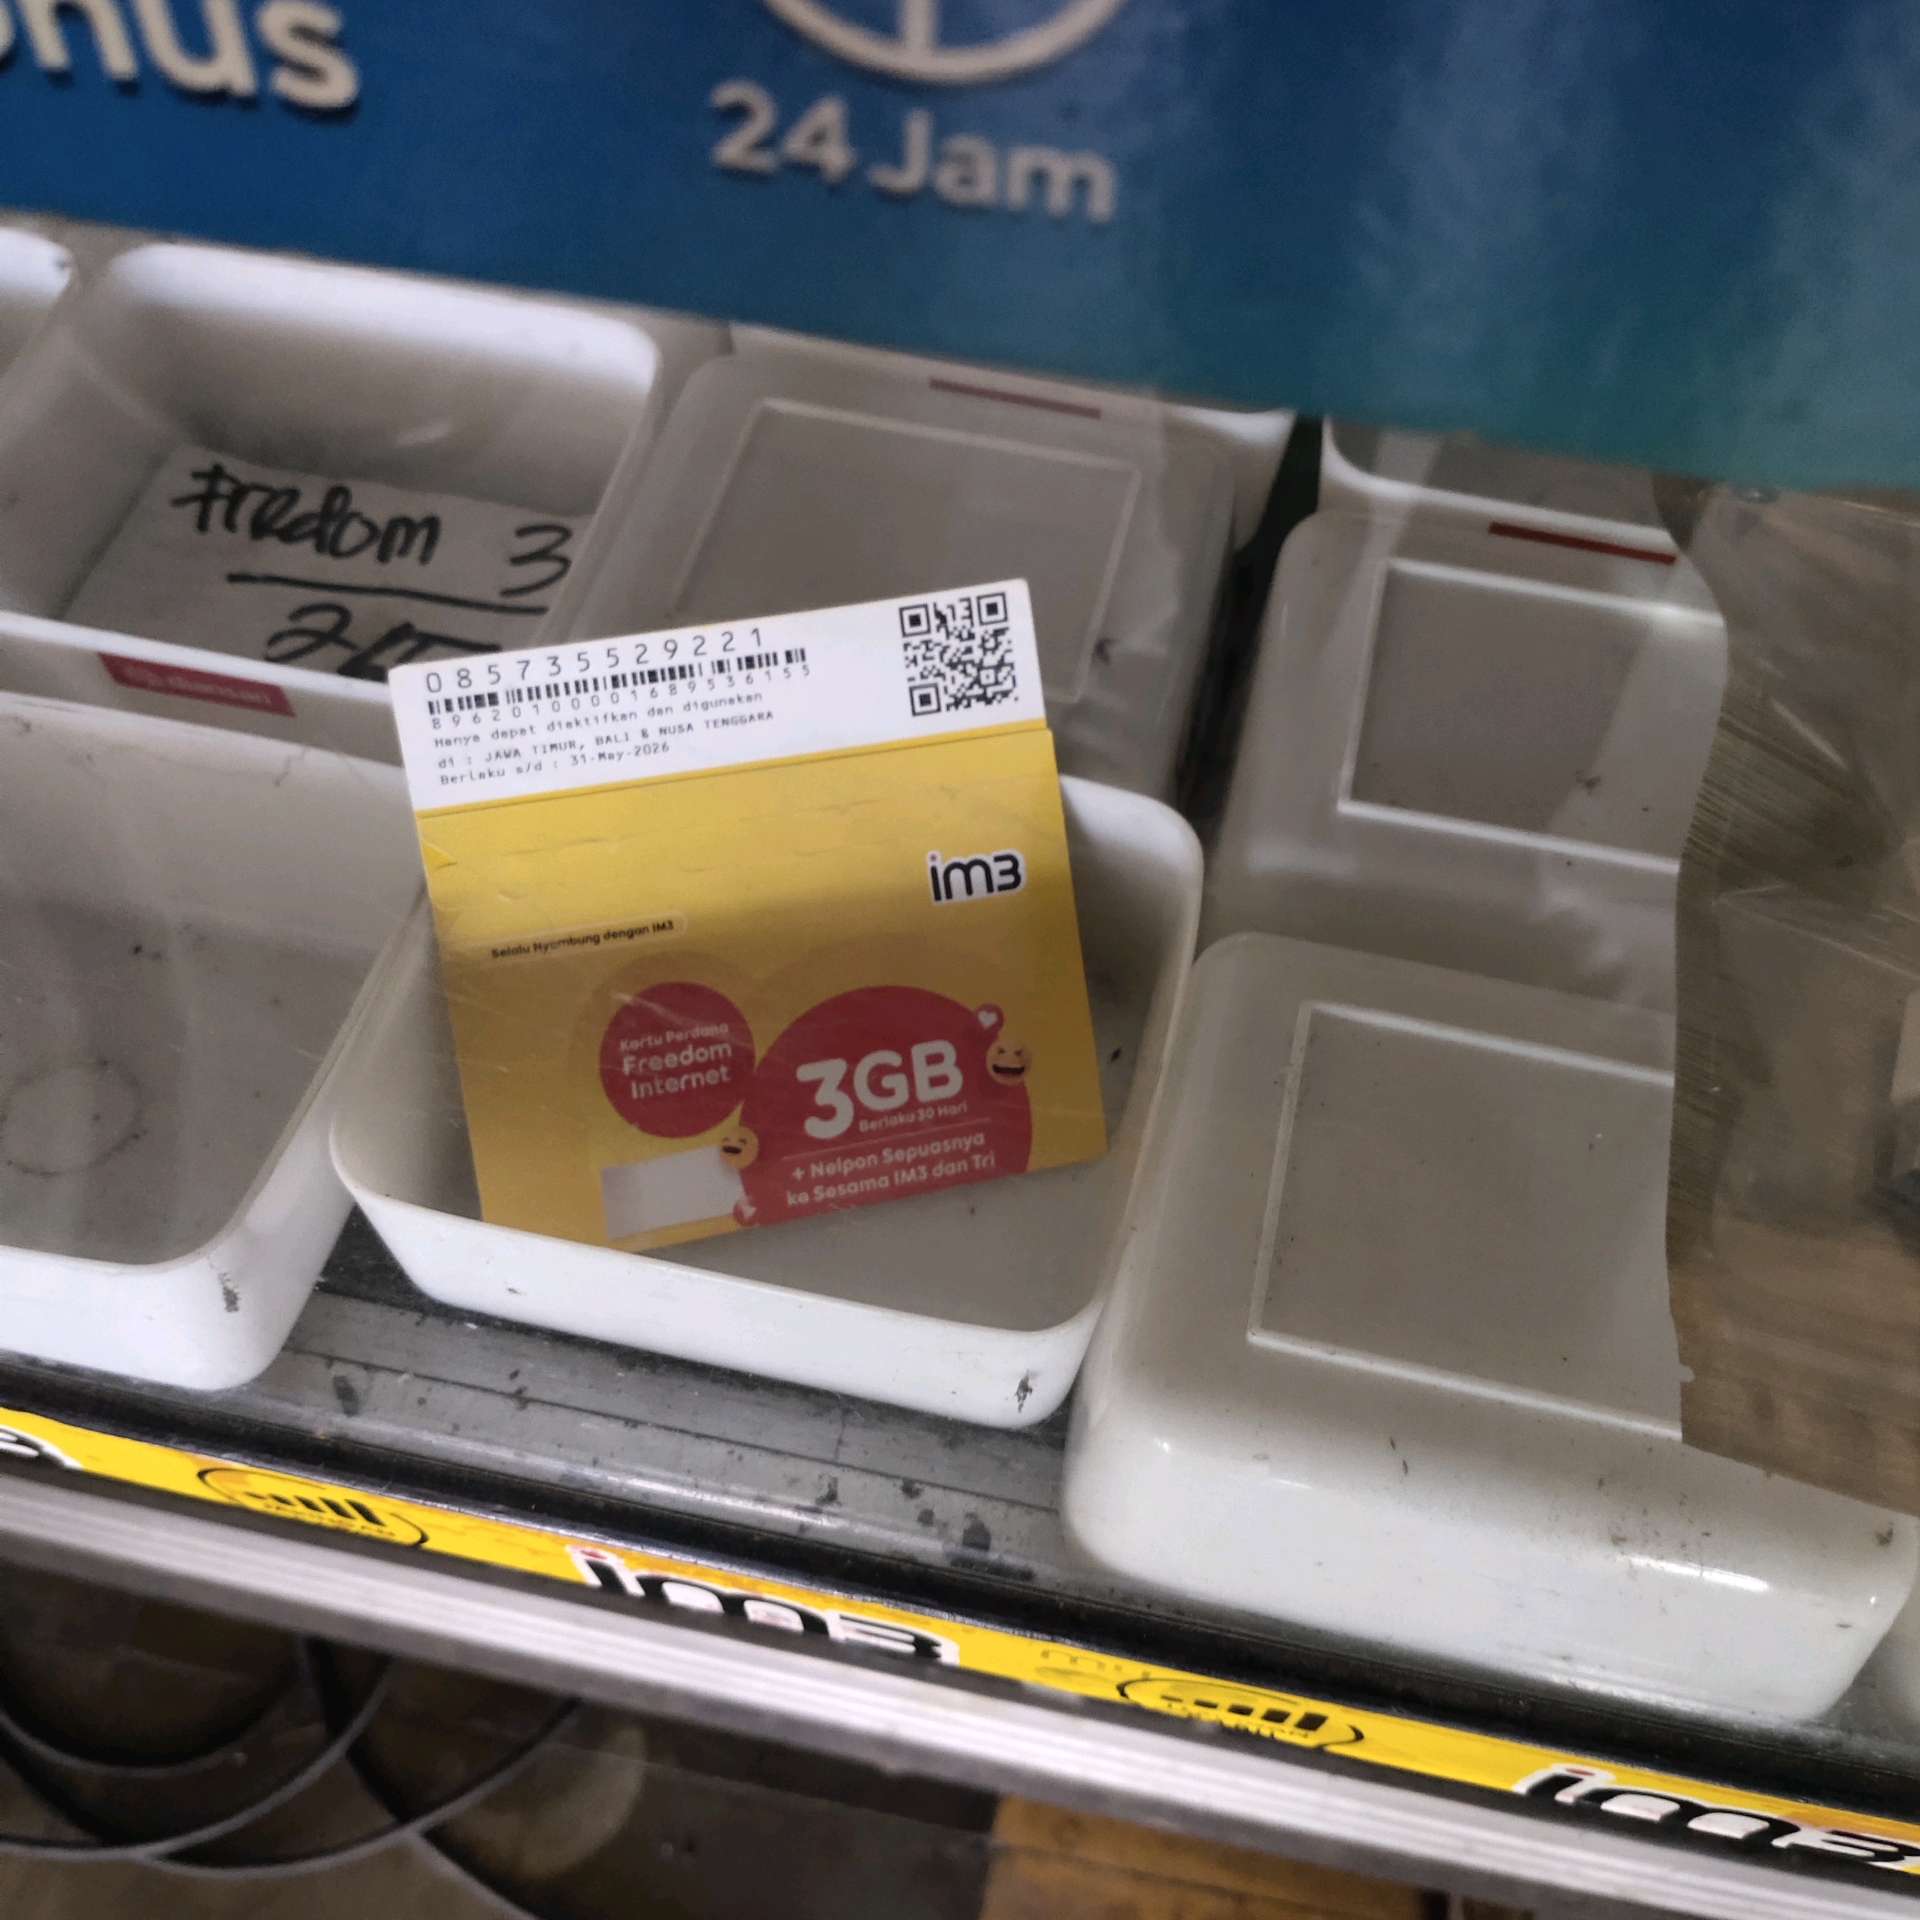 onus
24 Jam
Freedom 3
085735529221
89620100001689536155
Hanya dapat diaktifkan dan digunakan
di : JAWA TIMUR, BALI & NUSA TENGGARA
Berlaku s/d : 31-May-2026
im3
Selalu Nyambung dengan IM3
Kartu Perdana
Freedom
Internet
3GB
Berlaku 30 Hari
+ Nelpon Sepuasnya
ke Sesama IM3 dan Tri
im3
im3